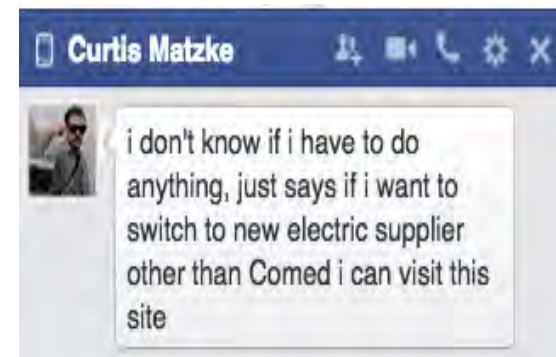 Curtis Matzke
i don't know if i have to do
anything, just says if i want to
switch to new electric supplier
other than Comed i can visit this
site